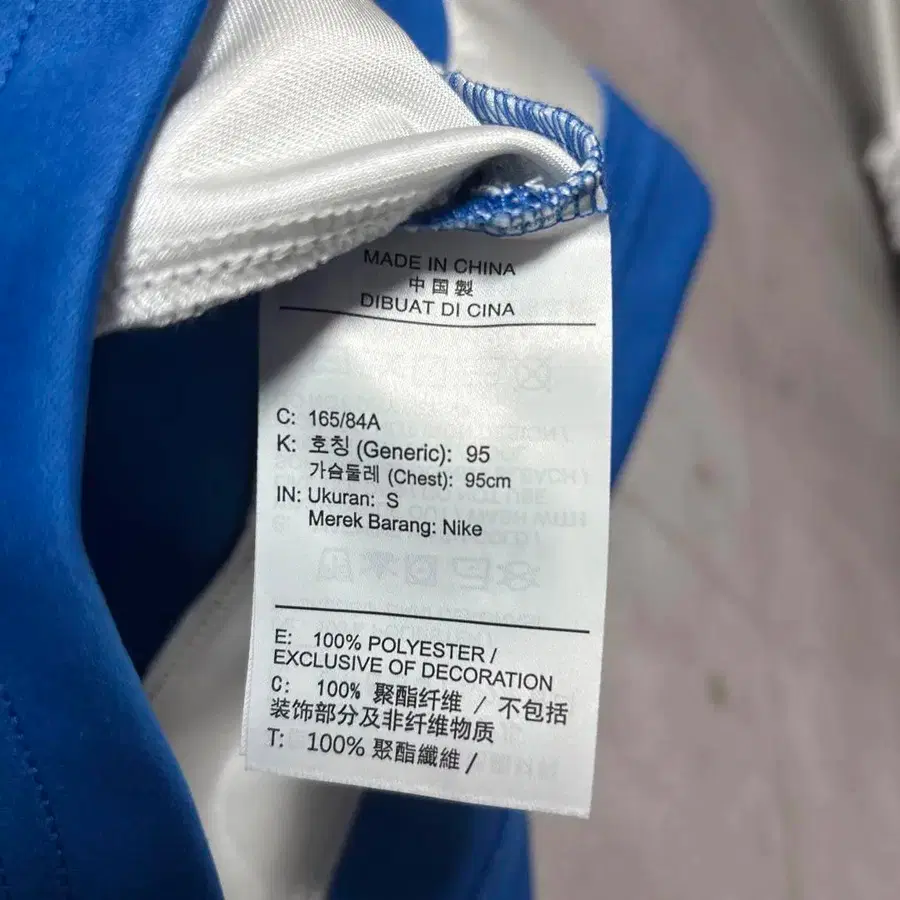 MADE IN CHINA
中国製
DIBUAT DI CINA
C: 165/84A
K: 호칭 (Generic): 95
가슴둘레 (Chest): 95cm
IN: Ukuran: S
Merek Barang: Nike
E: 100% POLYESTER /
EXCLUSIVE OF DECORATION
C: 100% 聚酯纤维 / 不包括
装饰部分及非纤维物质
T: 100% 聚酯纖維 /